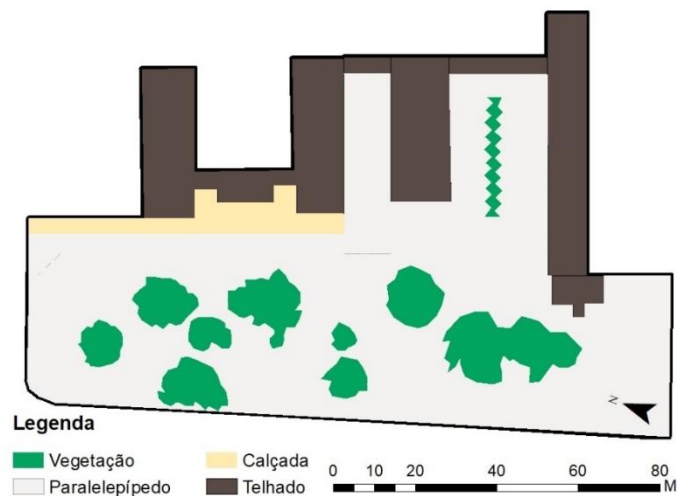 N
Legenda
Vegetação Calçada
Paralelepípedo Telhado
0 10 20 40 60 80
M